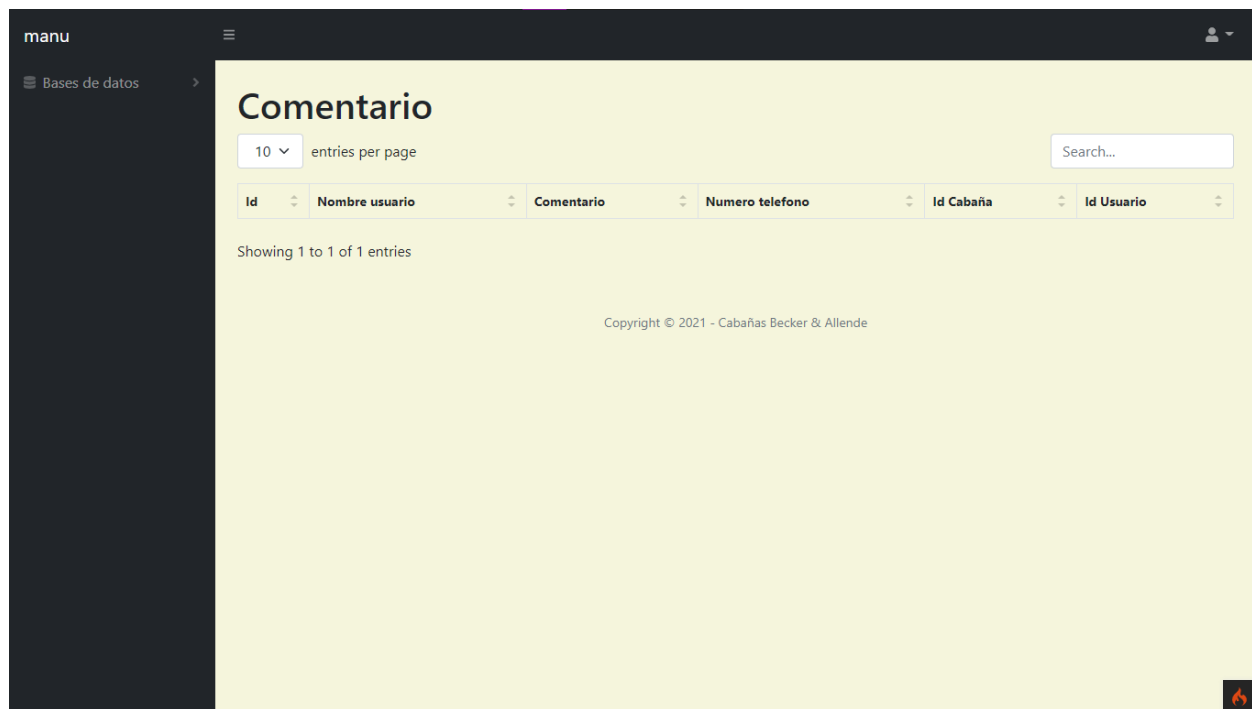 manu
Bases de datos
Comentario
10 entries per page
Search...
Id Nombre usuario Comentario Numero telefono Id Cabaña Id Usuario
Showing 1 to 1 of 1 entries
Copyright © 2021 - Cabañas Becker & Allende